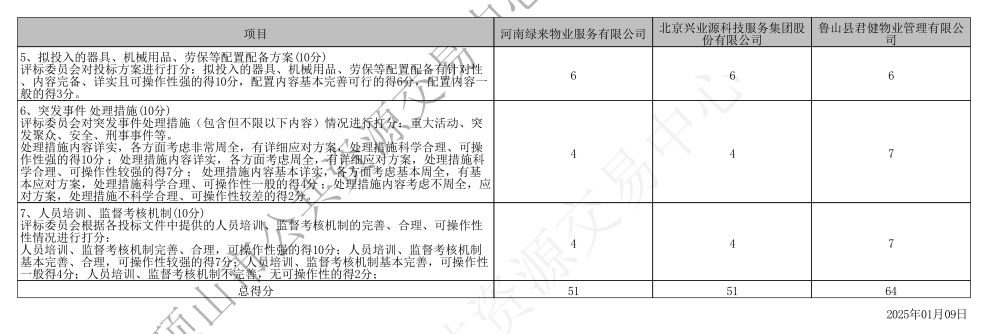 项目 河南绿来物业服务有限公司 北京兴业源科技服务集团股份有限公司 鲁山县君健物业管理有限公司
5、拟投入的器具、机械用品、劳保等配置配备方案(10分)
评标委员会对投标方案进行打分：拟投入的器具、机械用品、劳保等配置配备有针对性
、内容完备、详实且可操作性强的得10分，配置内容基本完善可行的得6分，配置内容一
般的得3分。
6 6 6
6、突发事件处理措施(10分)
评标委员会对突发事件处理措施（包含但不限以下内容）情况进行打分：重大活动、突
发聚众、安全、刑事事件等。
处理措施内容详实，各方面考虑非常周全，有详细应对方案，处理措施科学合理、可操
作性强的得10分；处理措施内容详实，各方面考虑周全，有详细应对方案，处理措施科
学合理、可操作性较强的得7分； 处理措施内容基本详实，各方面考虑基本周全，有基
本应对方案，处理措施科学合理、可操作性一般的得4分；处理措施内容考虑不周全，应
对方案，处理措施不科学合理、可操作性较差的得2分。
4 4 7
7、人员培训、监督考核机制(10分)
评标委员会根据各投标文件中提供的人员培训、监督考核机制的完善、合理、可操作性
性情况进行打分：
人员培训、监督考核机制完善、合理，可操作性强的得10分；人员培训、监督考核机制
基本完善、合理，可操作性较强的得7分；人员培训、监督考核机制基本完善，可操作性
一般得4分；人员培训、监督考核机制不完善，无可操作性的得2分；
4 4 7
总得分 51 51 64
2025年01月09日
顶山市公共资源交易中心
共资源交易中心